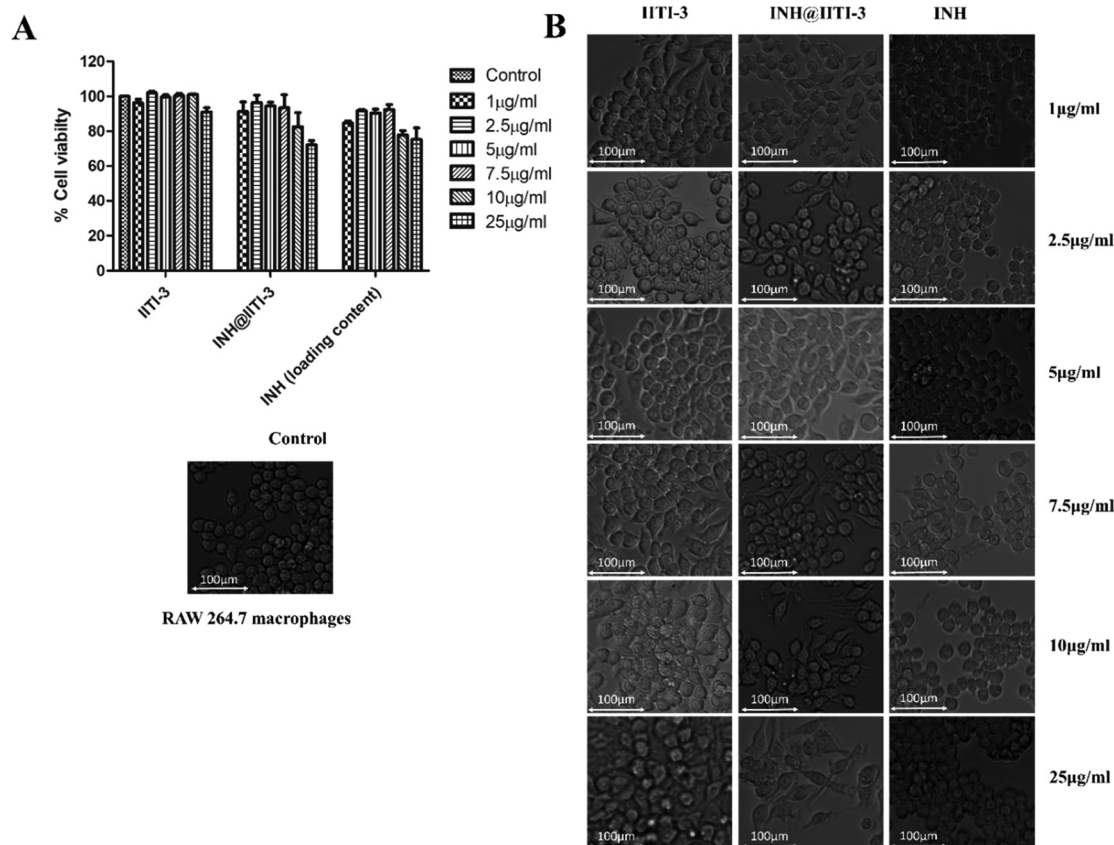 A
120
100
80
60
40
20
0
% Cell viabilty
IITI-3
INH@IITI-3
INH (loading content)
Control
1µg/ml
2.5µg/ml
5µg/ml
7.5µg/ml
10µg/ml
25µg/ml
Control
100µm
RAW 264.7 macrophages
B
IITI-3 INH@IITI-3 INH
100µm 100µm 100µm 1µg/ml
100µm 100µm 100µm 2.5µg/ml
100µm 100µm 100µm 5µg/ml
100µm 100µm 100µm 7.5µg/ml
100µm 100µm 100µm 10µg/ml
100µm 100µm 100µm 25µg/ml